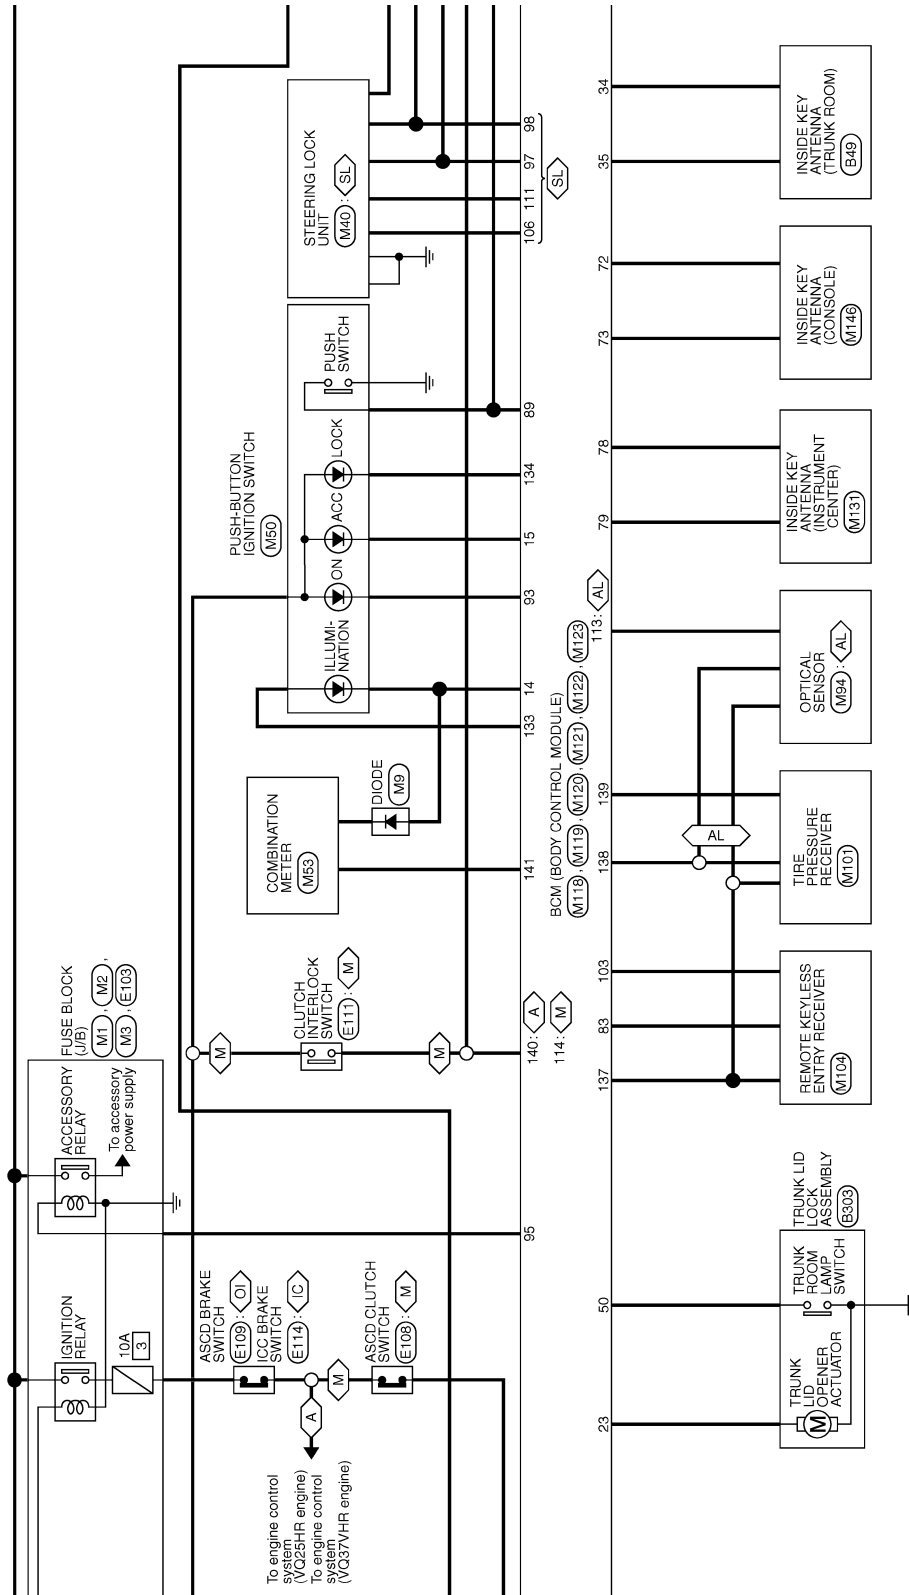 FUSE BLOCK
(J/B)
M1 , M2 ,
M3 , E103
IGNITION
RELAY
10A
3
ACCESSORY
RELAY
To accessory
power supply
To engine control
system
(VQ25HR engine)
To engine control
system
(VQ37VHR engine)
A
ASCD BRAKE
SWITCH
E109 : OI
ICC BRAKE
SWITCH
E114 : IC
M
ASCD CLUTCH
SWITCH
E108 : M
M
CLUTCH
INTERLOCK
SWITCH
E111 : M
M
COMBINATION
METER
M53
DIODE
M9
PUSH-BUTTON
IGNITION SWITCH
M50
ILLUMI-
NATION
ON
ACC
LOCK
PUSH
SWITCH
STEERING LOCK
UNIT
M40 : SL
95
140: A
114: M
141
133
14
93
15
134
89
106
111
97
98
SL
BCM (BODY CONTROL MODULE)
M118 , M119 , M120 , M121 , M122 , M123
23
50
137
83
103
138
139
113: AL
79
78
73
72
35
34
AL
TRUNK LID
LOCK
ASSEMBLY
B303
TRUNK
LID
OPENER
ACTUATOR
M
TRUNK
ROOM
LAMP
SWITCH
REMOTE KEYLESS
ENTRY RECEIVER
M104
TIRE
PRESSURE
RECEIVER
M101
OPTICAL
SENSOR
M94 : AL
INSIDE KEY
ANTENNA
(INSTRUMENT
CENTER)
M131
INSIDE KEY
ANTENNA
(CONSOLE)
M146
INSIDE KEY
ANTENNA
(TRUNK ROOM)
B49